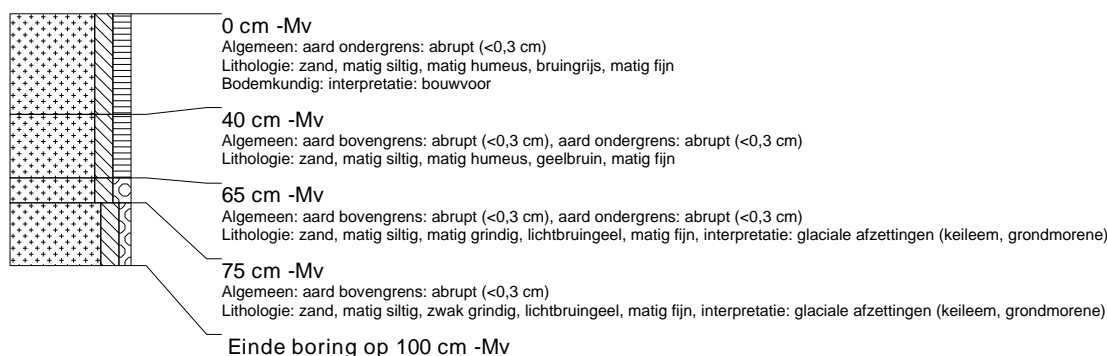 0 cm -Mv
Algemeen: aard ondergrens: abrupt (<0,3 cm)
Lithologie: zand, matig siltig, matig humeus, bruingrijs, matig fijn
Bodemkundig: interpretatie: bouwvoor
40 cm -Mv
Algemeen: aard bovengrens: abrupt (<0,3 cm), aard ondergrens: abrupt (<0,3 cm)
Lithologie: zand, matig siltig, matig humeus, geelbruin, matig fijn
65 cm -Mv
Algemeen: aard bovengrens: abrupt (<0,3 cm), aard ondergrens: abrupt (<0,3 cm)
Lithologie: zand, matig siltig, matig grindig, lichtbruingeel, matig fijn, interpretatie: glaciale afzettingen (keileem, grondmorene)
75 cm -Mv
Algemeen: aard bovengrens: abrupt (<0,3 cm)
Lithologie: zand, matig siltig, zwak grindig, lichtbruingeel, matig fijn, interpretatie: glaciale afzettingen (keileem, grondmorene)
Einde boring op 100 cm -Mv